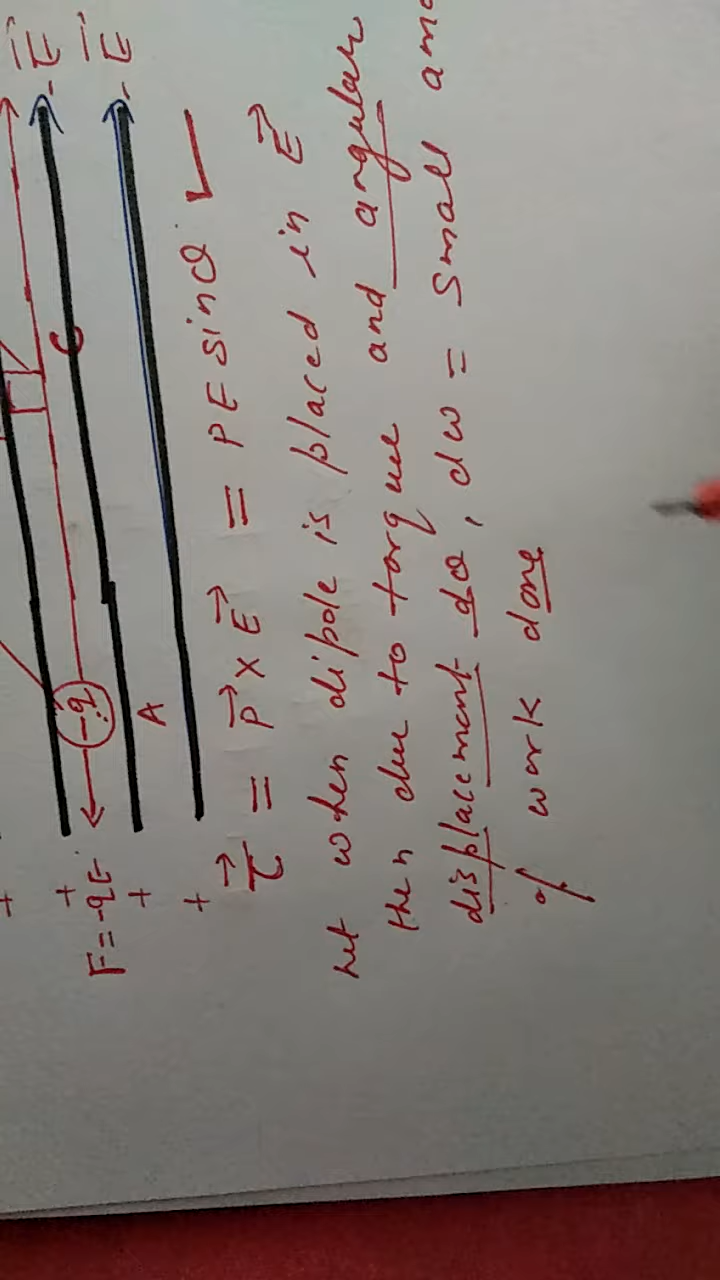 E
E
C
-q
A
F=-qE
+
+
+
+
τ = P × E = PE sinθ
Let when dipole is placed in E
then due to torque and angular
displacement dθ, dw = small amo
of work done